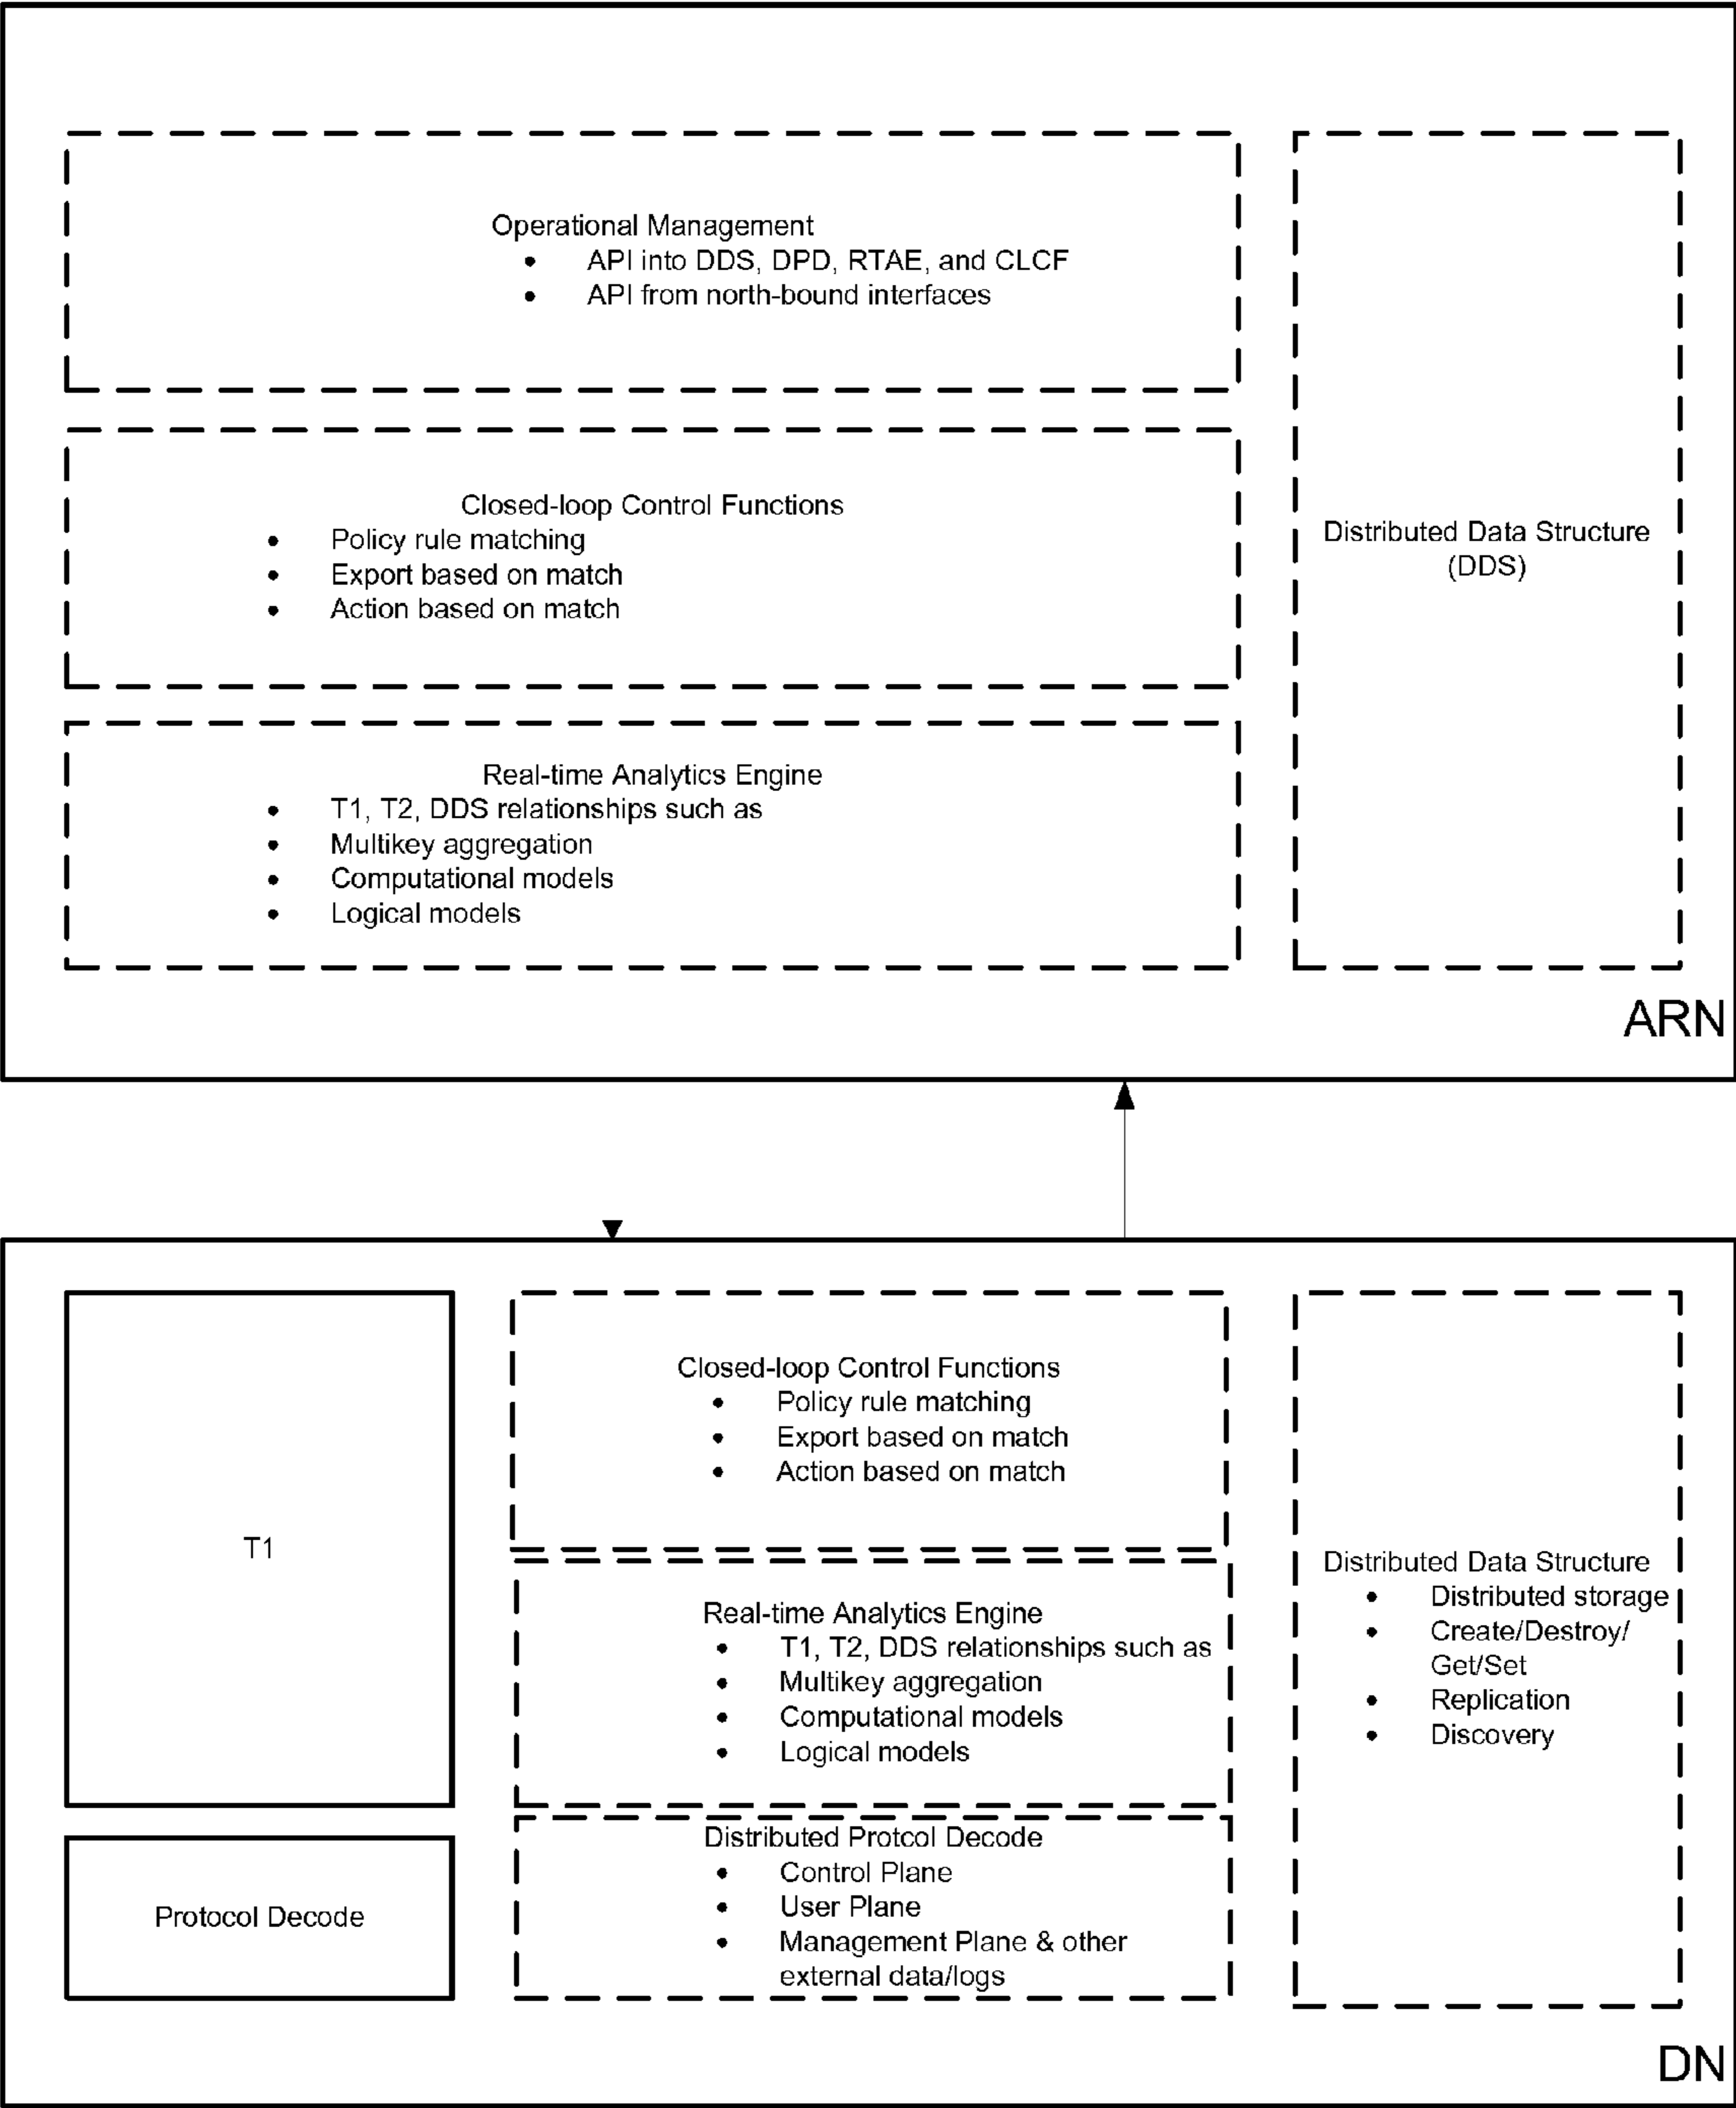 Operational Management
• API into DDS, DPD, RTAE, and CLCF
• API from north-bound interfaces
Closed-loop Control Functions
• Policy rule matching
• Export based on match
• Action based on match
Real-time Analytics Engine
• T1, T2, DDS relationships such as
• Multikey aggregation
• Computational models
• Logical models
Distributed Data Structure
(DDS)
ARN
T1
Protocol Decode
Closed-loop Control Functions
• Policy rule matching
• Export based on match
• Action based on match
Real-time Analytics Engine
• T1, T2, DDS relationships such as
• Multikey aggregation
• Computational models
• Logical models
Distributed Protcol Decode
• Control Plane
• User Plane
• Management Plane & other
external data/logs
Distributed Data Structure
• Distributed storage
• Create/Destroy/
Get/Set
• Replication
• Discovery
DN